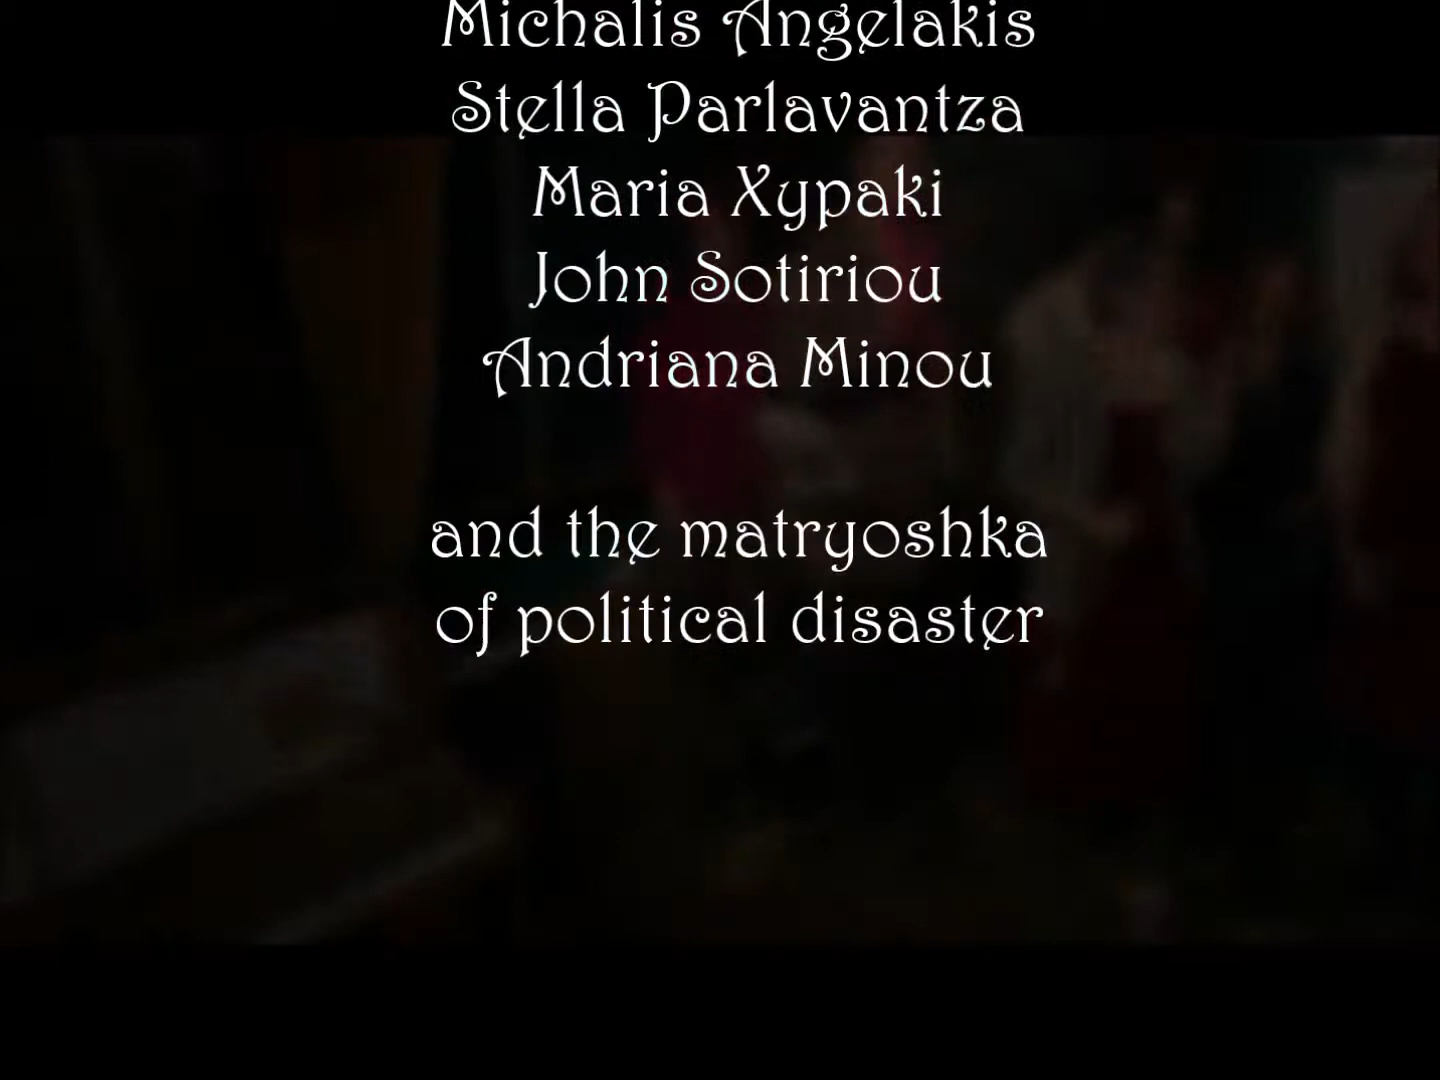 Michalis Angelakis
Stella Parlavantza
Maria Xypaki
John Sotiriou
Andriana Minou
and the matryoshka
of political disaster